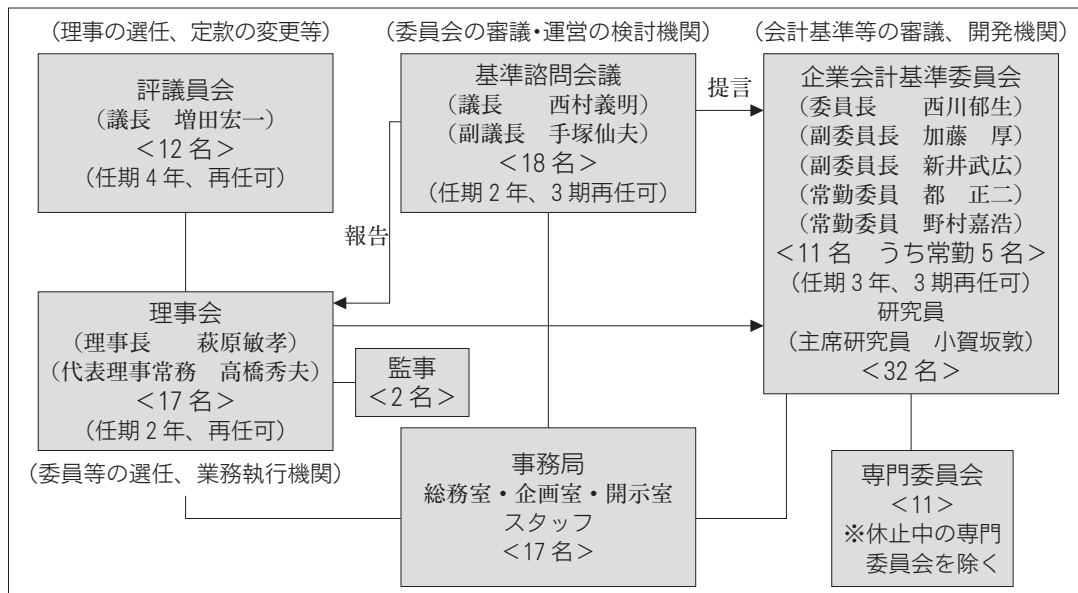 （理事の選任、定款の変更等）
評議員会
（議長　増田宏一）
＜12 名＞
（任期 4 年、再任可）
（委員会の審議・運営の検討機関）
基準諮問会議
（議長　　西村義明）
（副議長　手塚仙夫）
＜18 名＞
（任期 2 年、3 期再任可）
提言
（会計基準等の審議、開発機関）
企業会計基準委員会
（委員長　　西川郁生）
（副委員長　加藤　厚）
（副委員長　新井武広）
（常勤委員　都　正二）
（常勤委員　野村嘉浩）
＜11 名　うち常勤 5 名＞
（任期 3 年、3 期再任可）
研究員
（主席研究員　小賀坂敦）
＜32 名＞
報告
理事会
（理事長　　萩原敏孝）
（代表理事常務　高橋秀夫）
＜17 名＞
（任期 2 年、再任可）
（委員等の選任、業務執行機関）
監事
＜2 名＞
事務局
総務室・企画室・開示室
スタッフ
＜17 名＞
専門委員会
＜11＞
※休止中の専門
委員会を除く